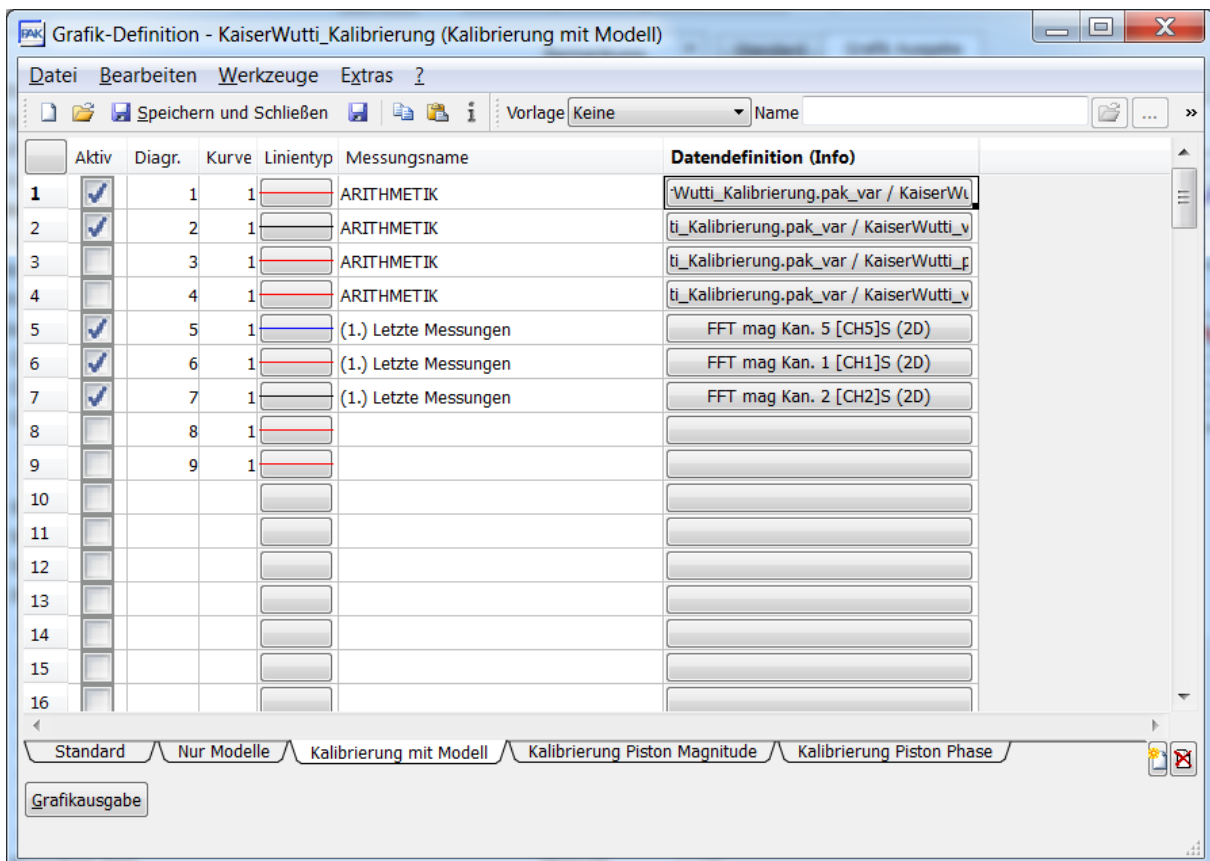 PAK Grafik-Definition - KaiserWutti_Kalibrierung (Kalibrierung mit Modell)
Datei Bearbeiten Werkzeuge Extras ?
Speichern und Schließen i Vorlage Keine Name ... »
Aktiv Diagr. Kurve Linientyp Messungsname Datendefinition (Info)
1 1 1 ARITHMETIK Wutti_Kalibrierung.pak_var / KaiserWu
2 2 1 ARITHMETIK ti_Kalibrierung.pak_var / KaiserWutti_v
3 3 1 ARITHMETIK ti_Kalibrierung.pak_var / KaiserWutti_p
4 4 1 ARITHMETIK ti_Kalibrierung.pak_var / KaiserWutti_v
5 5 1 (1.) Letzte Messungen FFT mag Kan. 5 [CH5]S (2D)
6 6 1 (1.) Letzte Messungen FFT mag Kan. 1 [CH1]S (2D)
7 7 1 (1.) Letzte Messungen FFT mag Kan. 2 [CH2]S (2D)
8 8 1
9 9 1
10
11
12
13
14
15
16
Standard Nur Modelle Kalibrierung mit Modell Kalibrierung Piston Magnitude Kalibrierung Piston Phase
Grafikausgabe